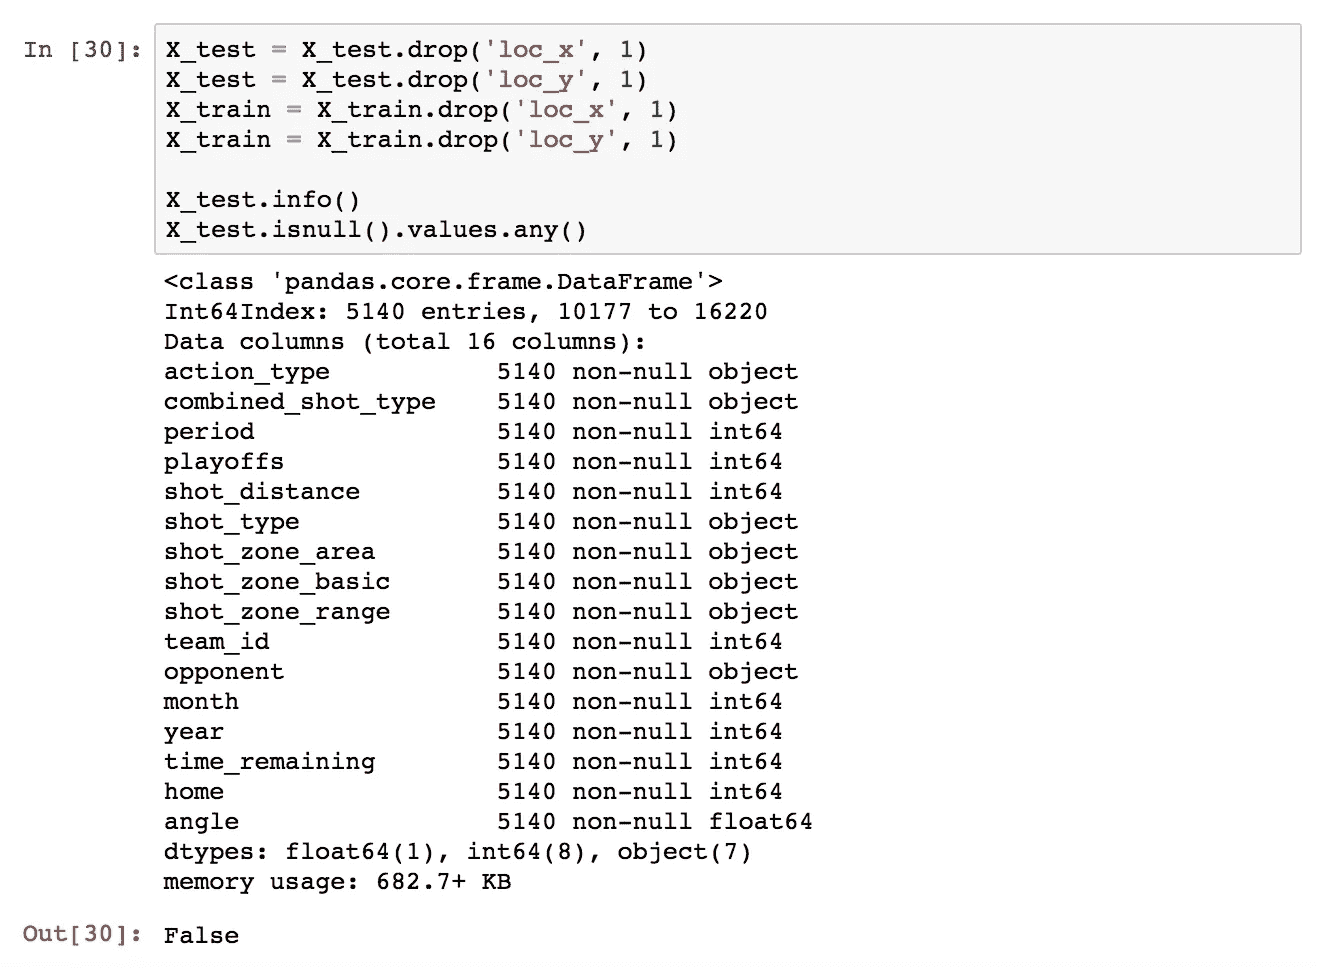 In [30]: X_test = X_test.drop('loc_x', 1)
X_test = X_test.drop('loc_y', 1)
X_train = X_train.drop('loc_x', 1)
X_train = X_train.drop('loc_y', 1)
X_test.info()
X_test.isnull().values.any()
<class 'pandas.core.frame.DataFrame'>
Int64Index: 5140 entries, 10177 to 16220
Data columns (total 16 columns):
action_type 5140 non-null object
combined_shot_type 5140 non-null object
period 5140 non-null int64
playoffs 5140 non-null int64
shot_distance 5140 non-null int64
shot_type 5140 non-null object
shot_zone_area 5140 non-null object
shot_zone_basic 5140 non-null object
shot_zone_range 5140 non-null object
team_id 5140 non-null int64
opponent 5140 non-null object
month 5140 non-null int64
year 5140 non-null int64
time_remaining 5140 non-null int64
home 5140 non-null int64
angle 5140 non-null float64
dtypes: float64(1), int64(8), object(7)
memory usage: 682.7+ KB
Out[30]: False